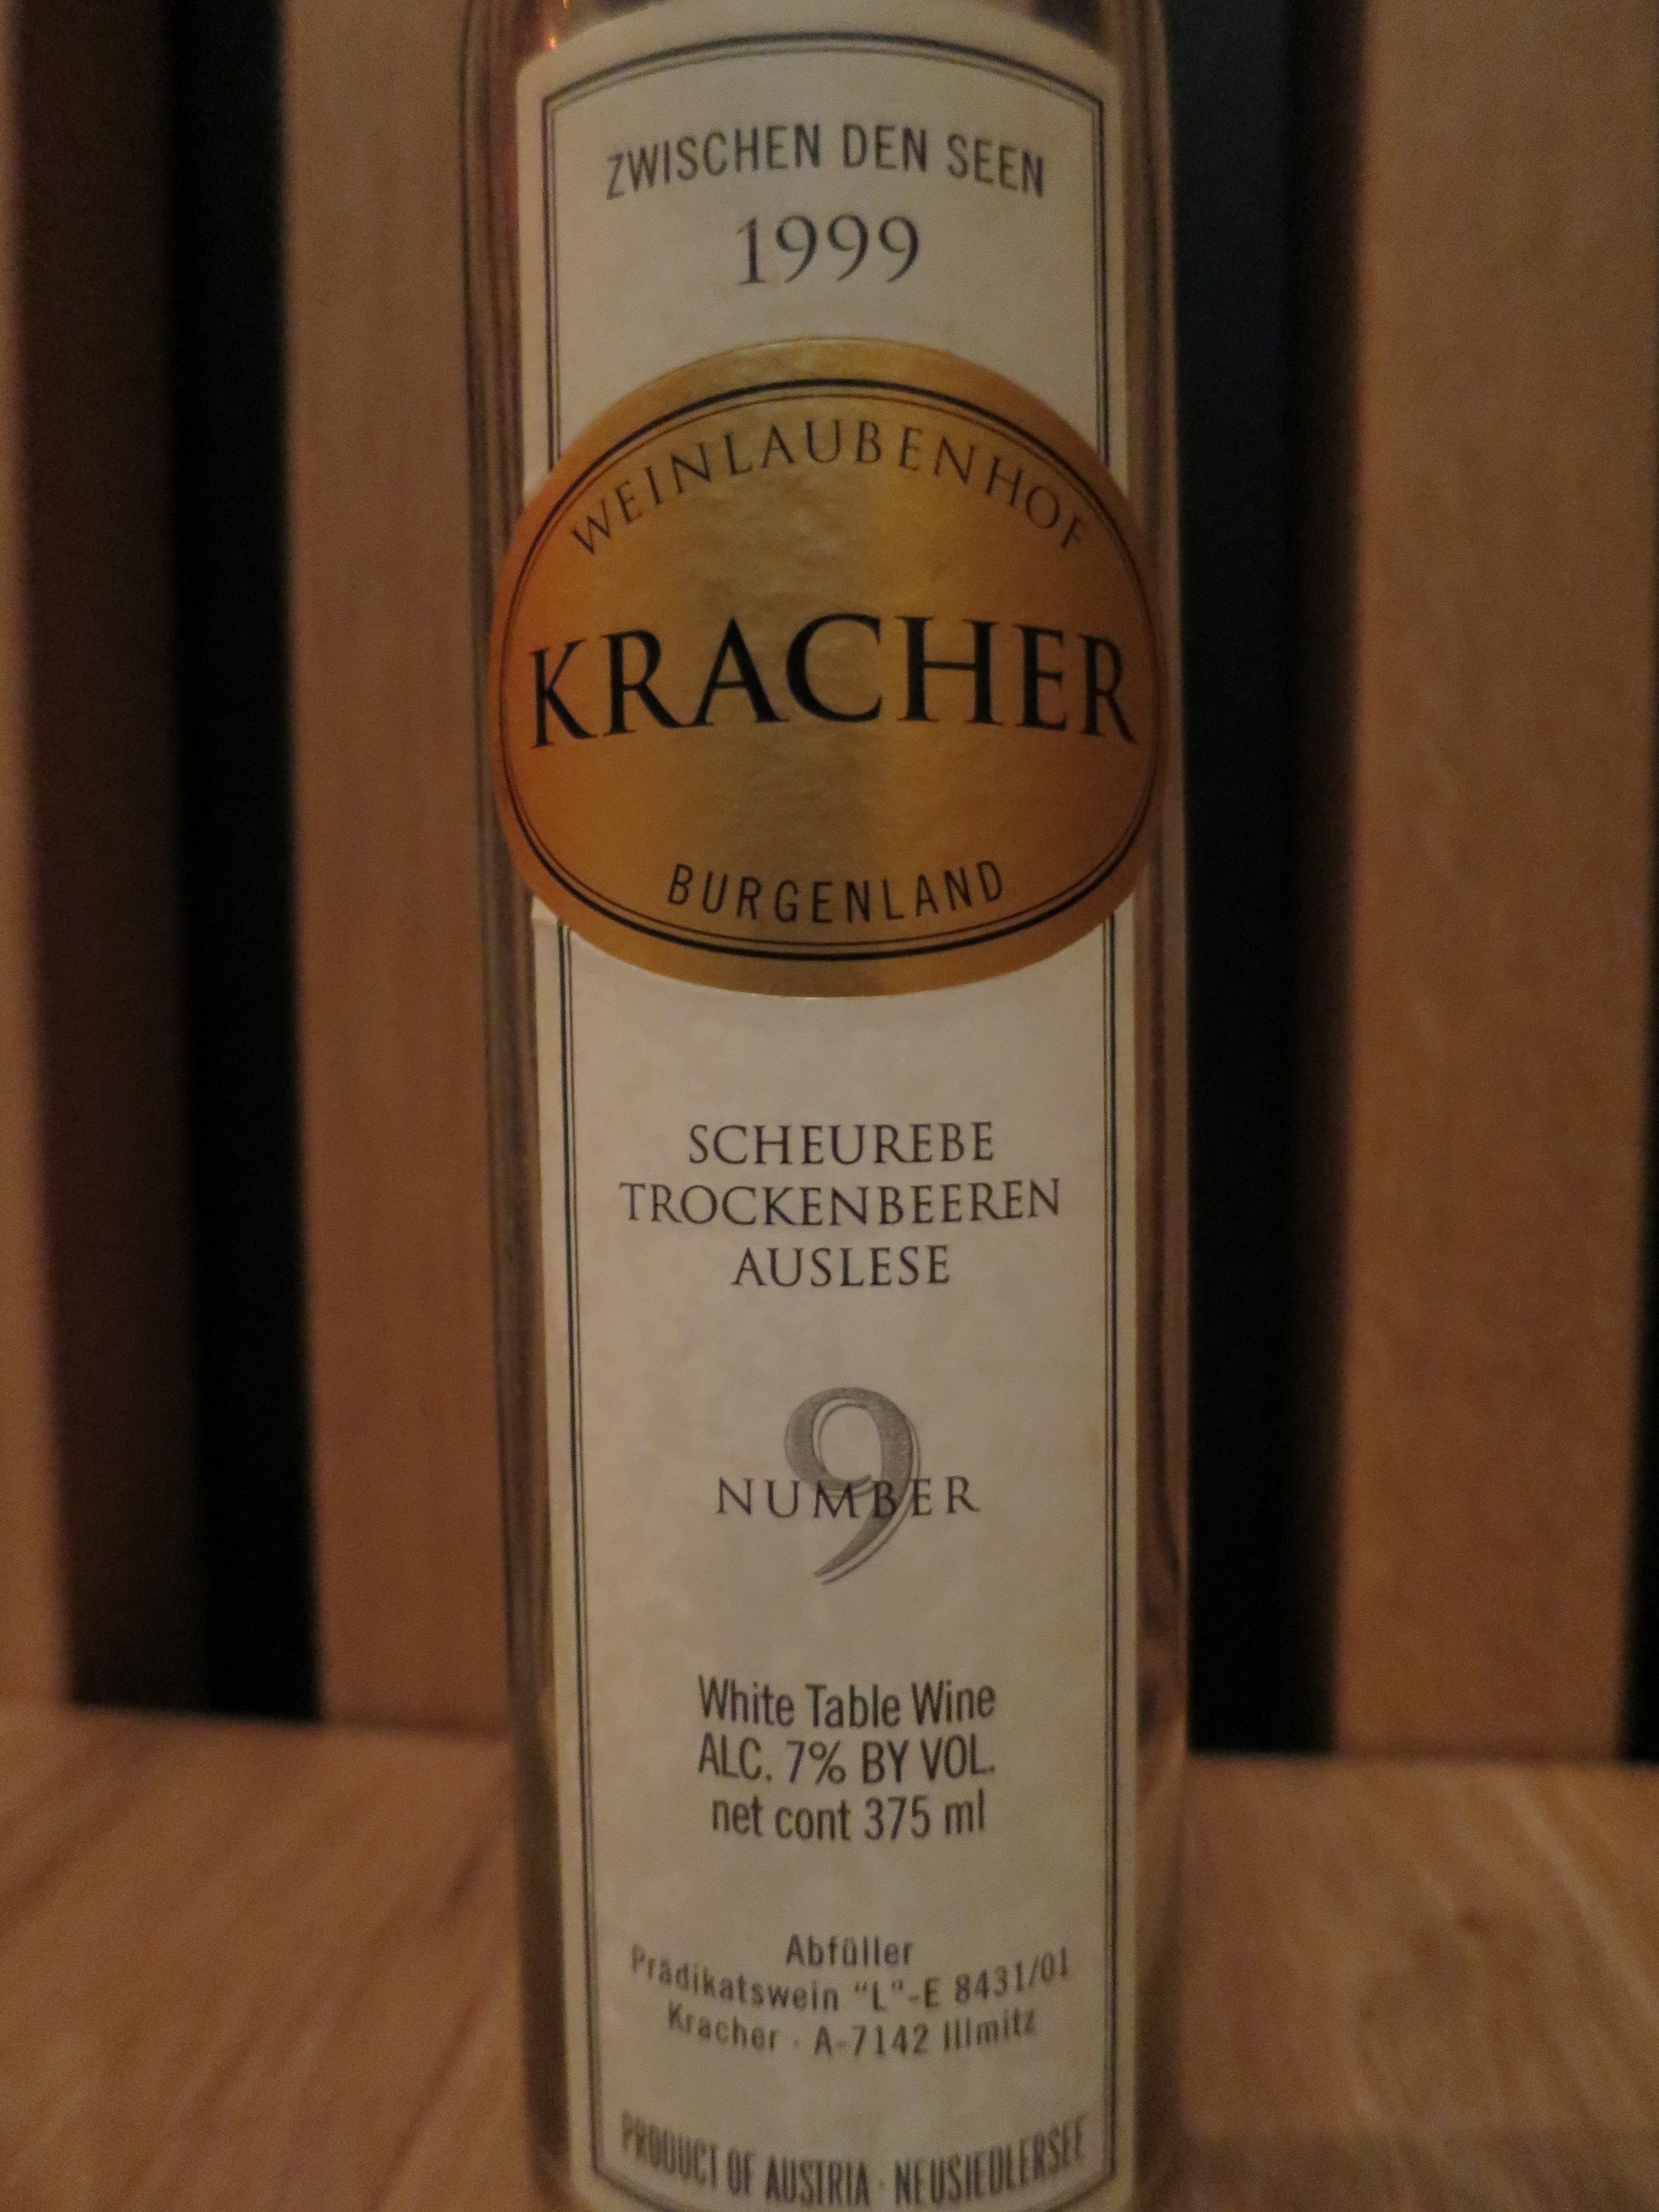 ZWISCHEN DEN SEEN
1999
WEINLAUBENHOF
KRACHER
BURGENLAND
SCHEUREBE
TROCKENBEEREN
AUSLESE
9
NUMBER
White Table Wine
ALC. 7% BY VOL.
net cont 375 ml
Abfüller
Prädikatswein "L"-E 8431/01
Kracher · A-7142 Illmitz
PRODUCT OF AUSTRIA · NEUSIEDLERSEE